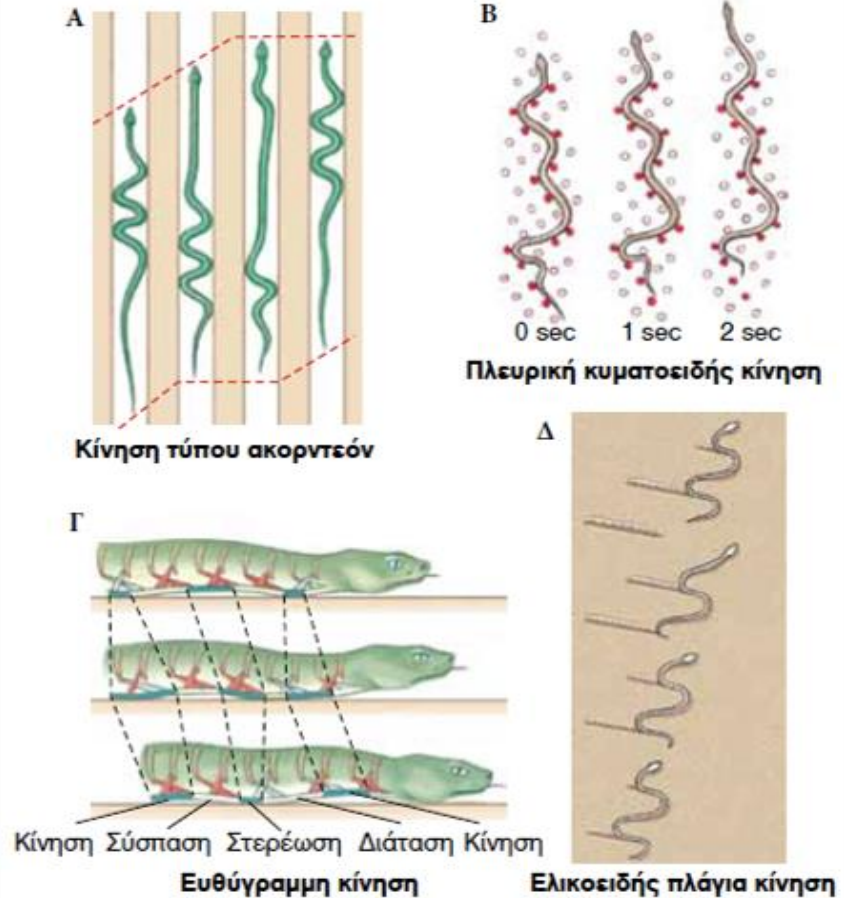 Α
Κίνηση τύπου ακορντεόν
Β
0 sec 1 sec 2 sec
Πλευρική κυματοειδής κίνηση
Γ
Κίνηση Σύσπαση Στερέωση Διάταση Κίνηση
Ευθύγραμμη κίνηση
Δ
Ελικοειδής πλάγια κίνηση